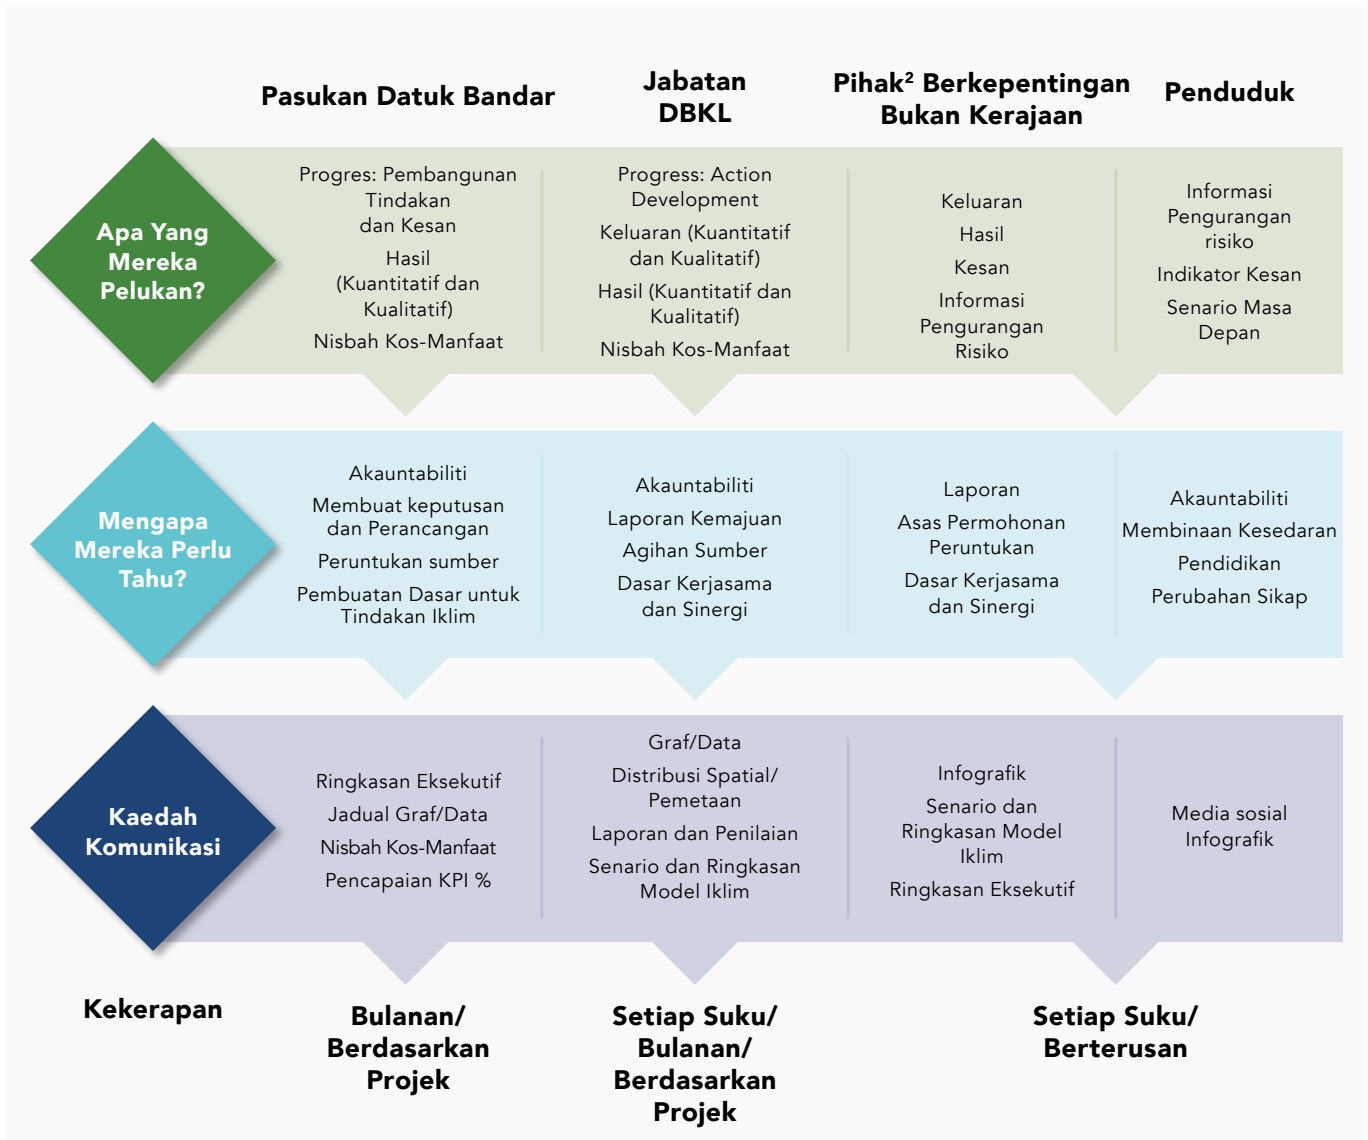 Pasukan Datuk Bandar
Jabatan
DBKL
Pihak² Berkepentingan
Bukan Kerajaan
Penduduk
Apa Yang
Mereka
Pelukan?
Progres: Pembangunan
Tindakan
dan Kesan
Hasil
(Kuantitatif dan
Kualitatif)
Nisbah Kos-Manfaat
Progress: Action
Development
Keluaran (Kuantitatif
dan Kualitatif)
Hasil (Kuantitatif dan
Kualitatif)
Nisbah Kos-Manfaat
Keluaran
Hasil
Kesan
Informasi
Pengurangan
Risiko
Informasi
Pengurangan
risiko
Indikator Kesan
Senario Masa
Depan
Mengapa
Mereka Perlu
Tahu?
Akauntabiliti
Membuat keputusan
dan Perancangan
Peruntukan sumber
Pembuatan Dasar untuk
Tindakan Iklim
Akauntabiliti
Laporan Kemajuan
Agihan Sumber
Dasar Kerjasama
dan Sinergi
Laporan
Asas Permohonan
Peruntukan
Dasar Kerjasama
dan Sinergi
Akauntabiliti
Membinaan Kesedaran
Pendidikan
Perubahan Sikap
Kaedah
Komunikasi
Ringkasan Eksekutif
Jadual Graf/Data
Nisbah Kos-Manfaat
Pencapaian KPI %
Graf/Data
Distribusi Spatial/
Pemetaan
Laporan dan Penilaian
Senario dan Ringkasan
Model Iklim
Infografik
Senario dan
Ringkasan Model
Iklim
Ringkasan Eksekutif
Media sosial
Infografik
Kekerapan
Bulanan/
Berdasarkan
Projek
Setiap Suku/
Bulanan/
Berdasarkan
Projek
Setiap Suku/
Berterusan